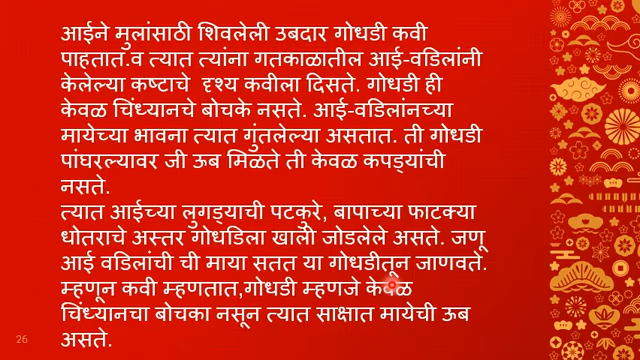 आईने मुलांसाठी शिवलेली उबदार गोधडी कवी
पाहतात.व त्यात त्यांना गतकाळातील आई-वडिलांनी
केलेल्या कष्टाचे दृश्य कवीला दिसते. गोधडी ही
केवळ चिंध्यानचे बोचके नसते. आई-वडिलांनच्या
मायेच्या भावना त्यात गुंतलेल्या असतात. ती गोधडी
पांघरल्यावर जी ऊब मिळते ती केवळ कपड्यांची
नसते.
त्यात आईच्या लुगड्याची पटकुरे, बापाच्या फाटक्या
धोतराचे अस्तर गोधडिला खाली जोडलेले असते. जणू
आई वडिलांची ची माया सतत या गोधडीतून जाणवते.
म्हणून कवी म्हणतात,गोधडी म्हणजे केवळ
चिंध्यानचा बोचका नसून त्यात साक्षात मायेची ऊब
असते.
26